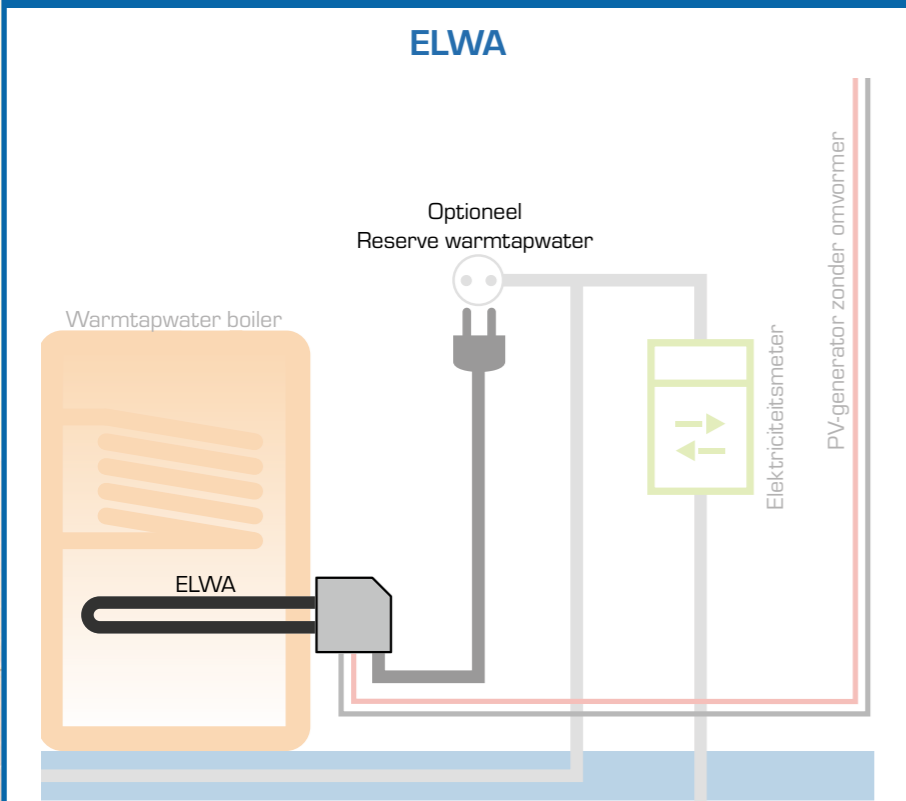 ELWA
Optioneel
Reserve warmtapwater
Warmtapwater boiler
Elektriciteitsmeter
PV-generator zonder omvormer
ELWA